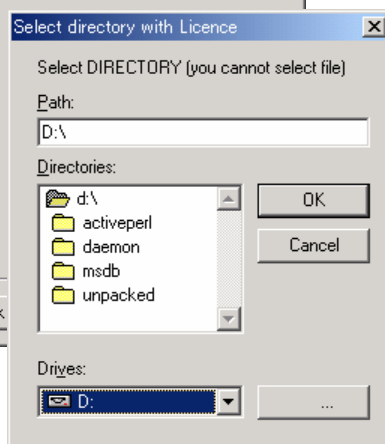 Select directory with Licence
Select DIRECTORY (you cannot select file)
Path:
D:\
Directories:
d:\
activeperl
daemon
msdb
unpacked
OK
Cancel
Drives:
D:
...